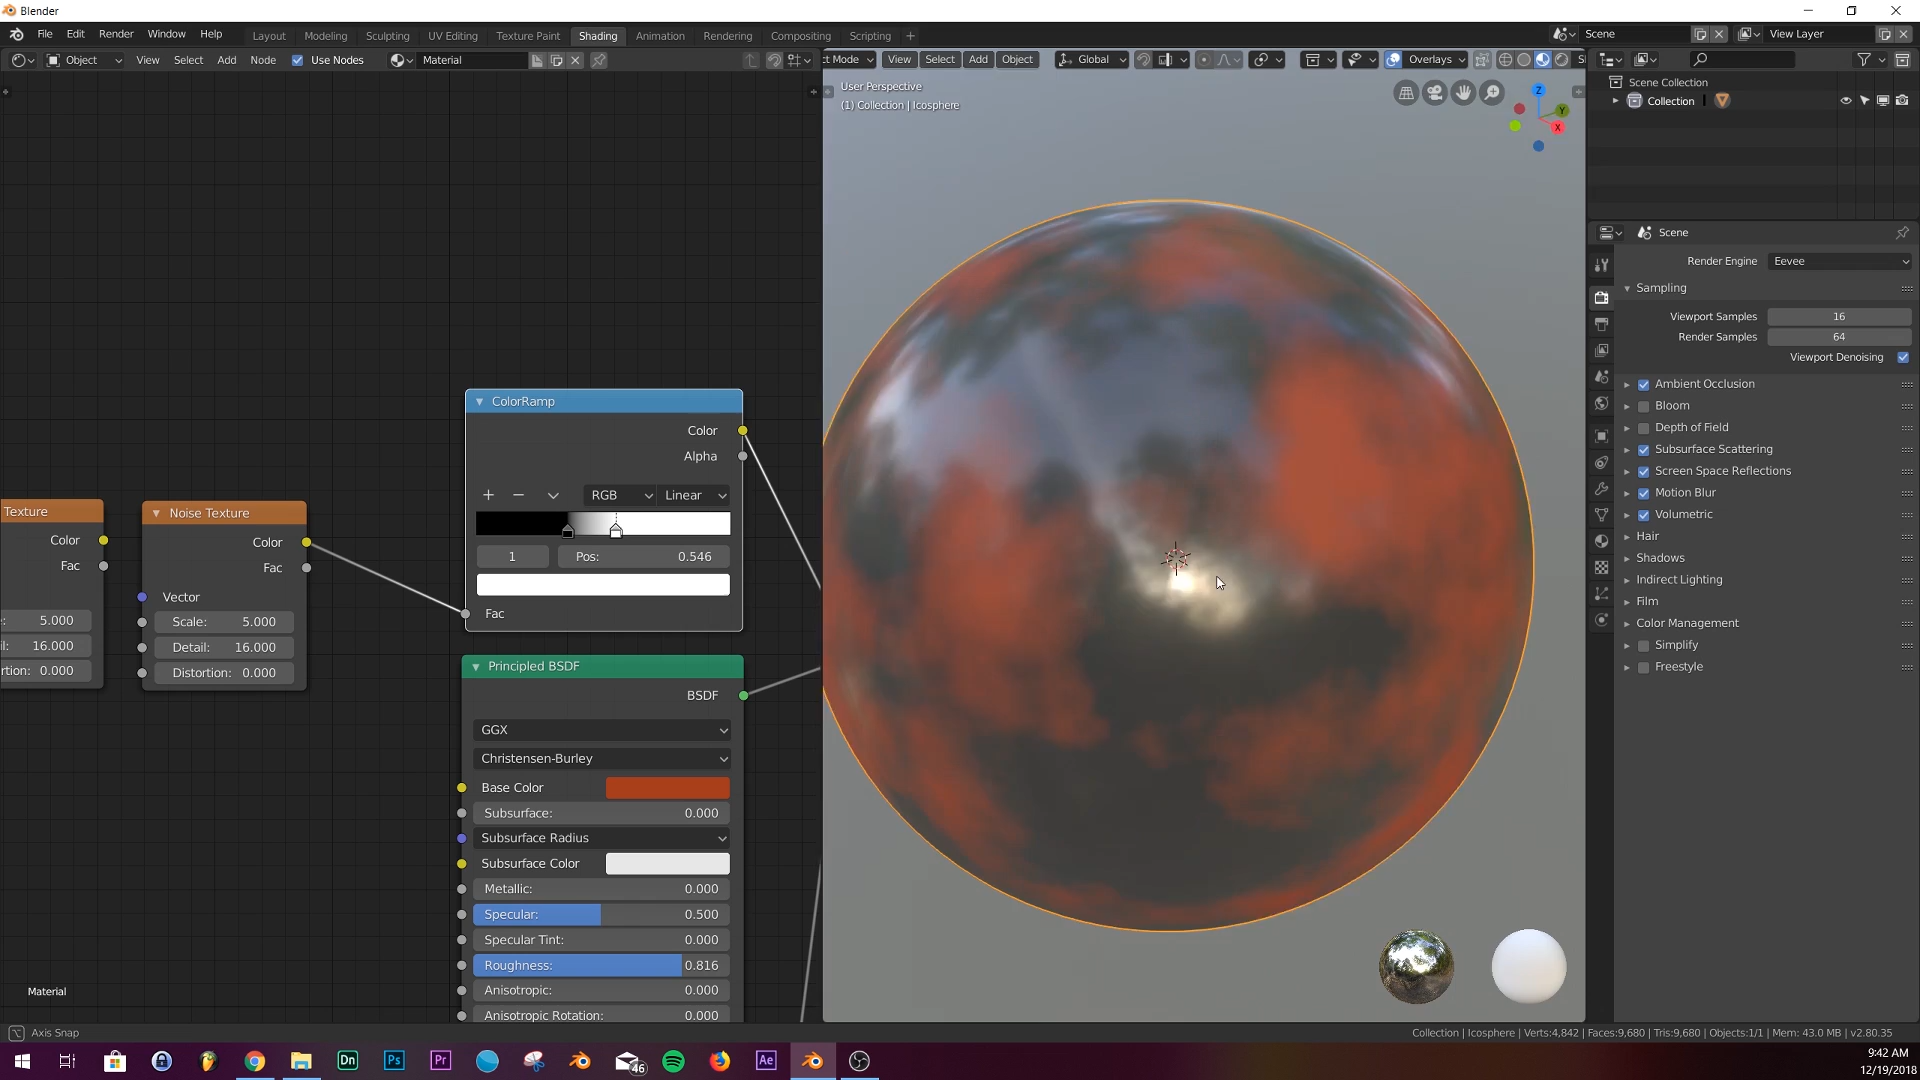 Blender
File Edit Render Window Help Layout Modeling Sculpting UV Editing Texture Paint Shading Animation Rendering Compositing Scripting
Scene View Layer
Object View Select Add Node Use Nodes Material
ct Mode View Select Add Object Global Overlays
User Perspective
(1) Collection | Icosphere
Z
Y
X
Scene Collection
Collection
Scene
Render Engine Eevee
Sampling
Viewport Samples 16
Render Samples 64
Viewport Denoising
Ambient Occlusion
Bloom
Depth of Field
Subsurface Scattering
Screen Space Reflections
Motion Blur
Volumetric
Hair
Shadows
Indirect Lighting
Film
Color Management
Simplify
Freestyle
Texture
Color
Fac
5.000
16.000
rtion: 0.000
Noise Texture
Color
Fac
Vector
Scale: 5.000
Detail: 16.000
Distortion: 0.000
ColorRamp
Color
Alpha
RGB Linear
1 Pos: 0.546
Fac
Principled BSDF
BSDF
GGX
Christensen-Burley
Base Color
Subsurface: 0.000
Subsurface Radius
Subsurface Color
Metallic: 0.000
Specular: 0.500
Specular Tint: 0.000
Roughness: 0.816
Anisotropic: 0.000
Anisotropic Rotation: 0.000
Material
Axis Snap
Collection | Icosphere | Verts:4,842 | Faces:9,680 | Tris:9,680 | Objects:1/1 | Mem: 43.0 MB | v2.80.35
Dn Ps Pr 46 Ae
9:42 AM
12/19/2018